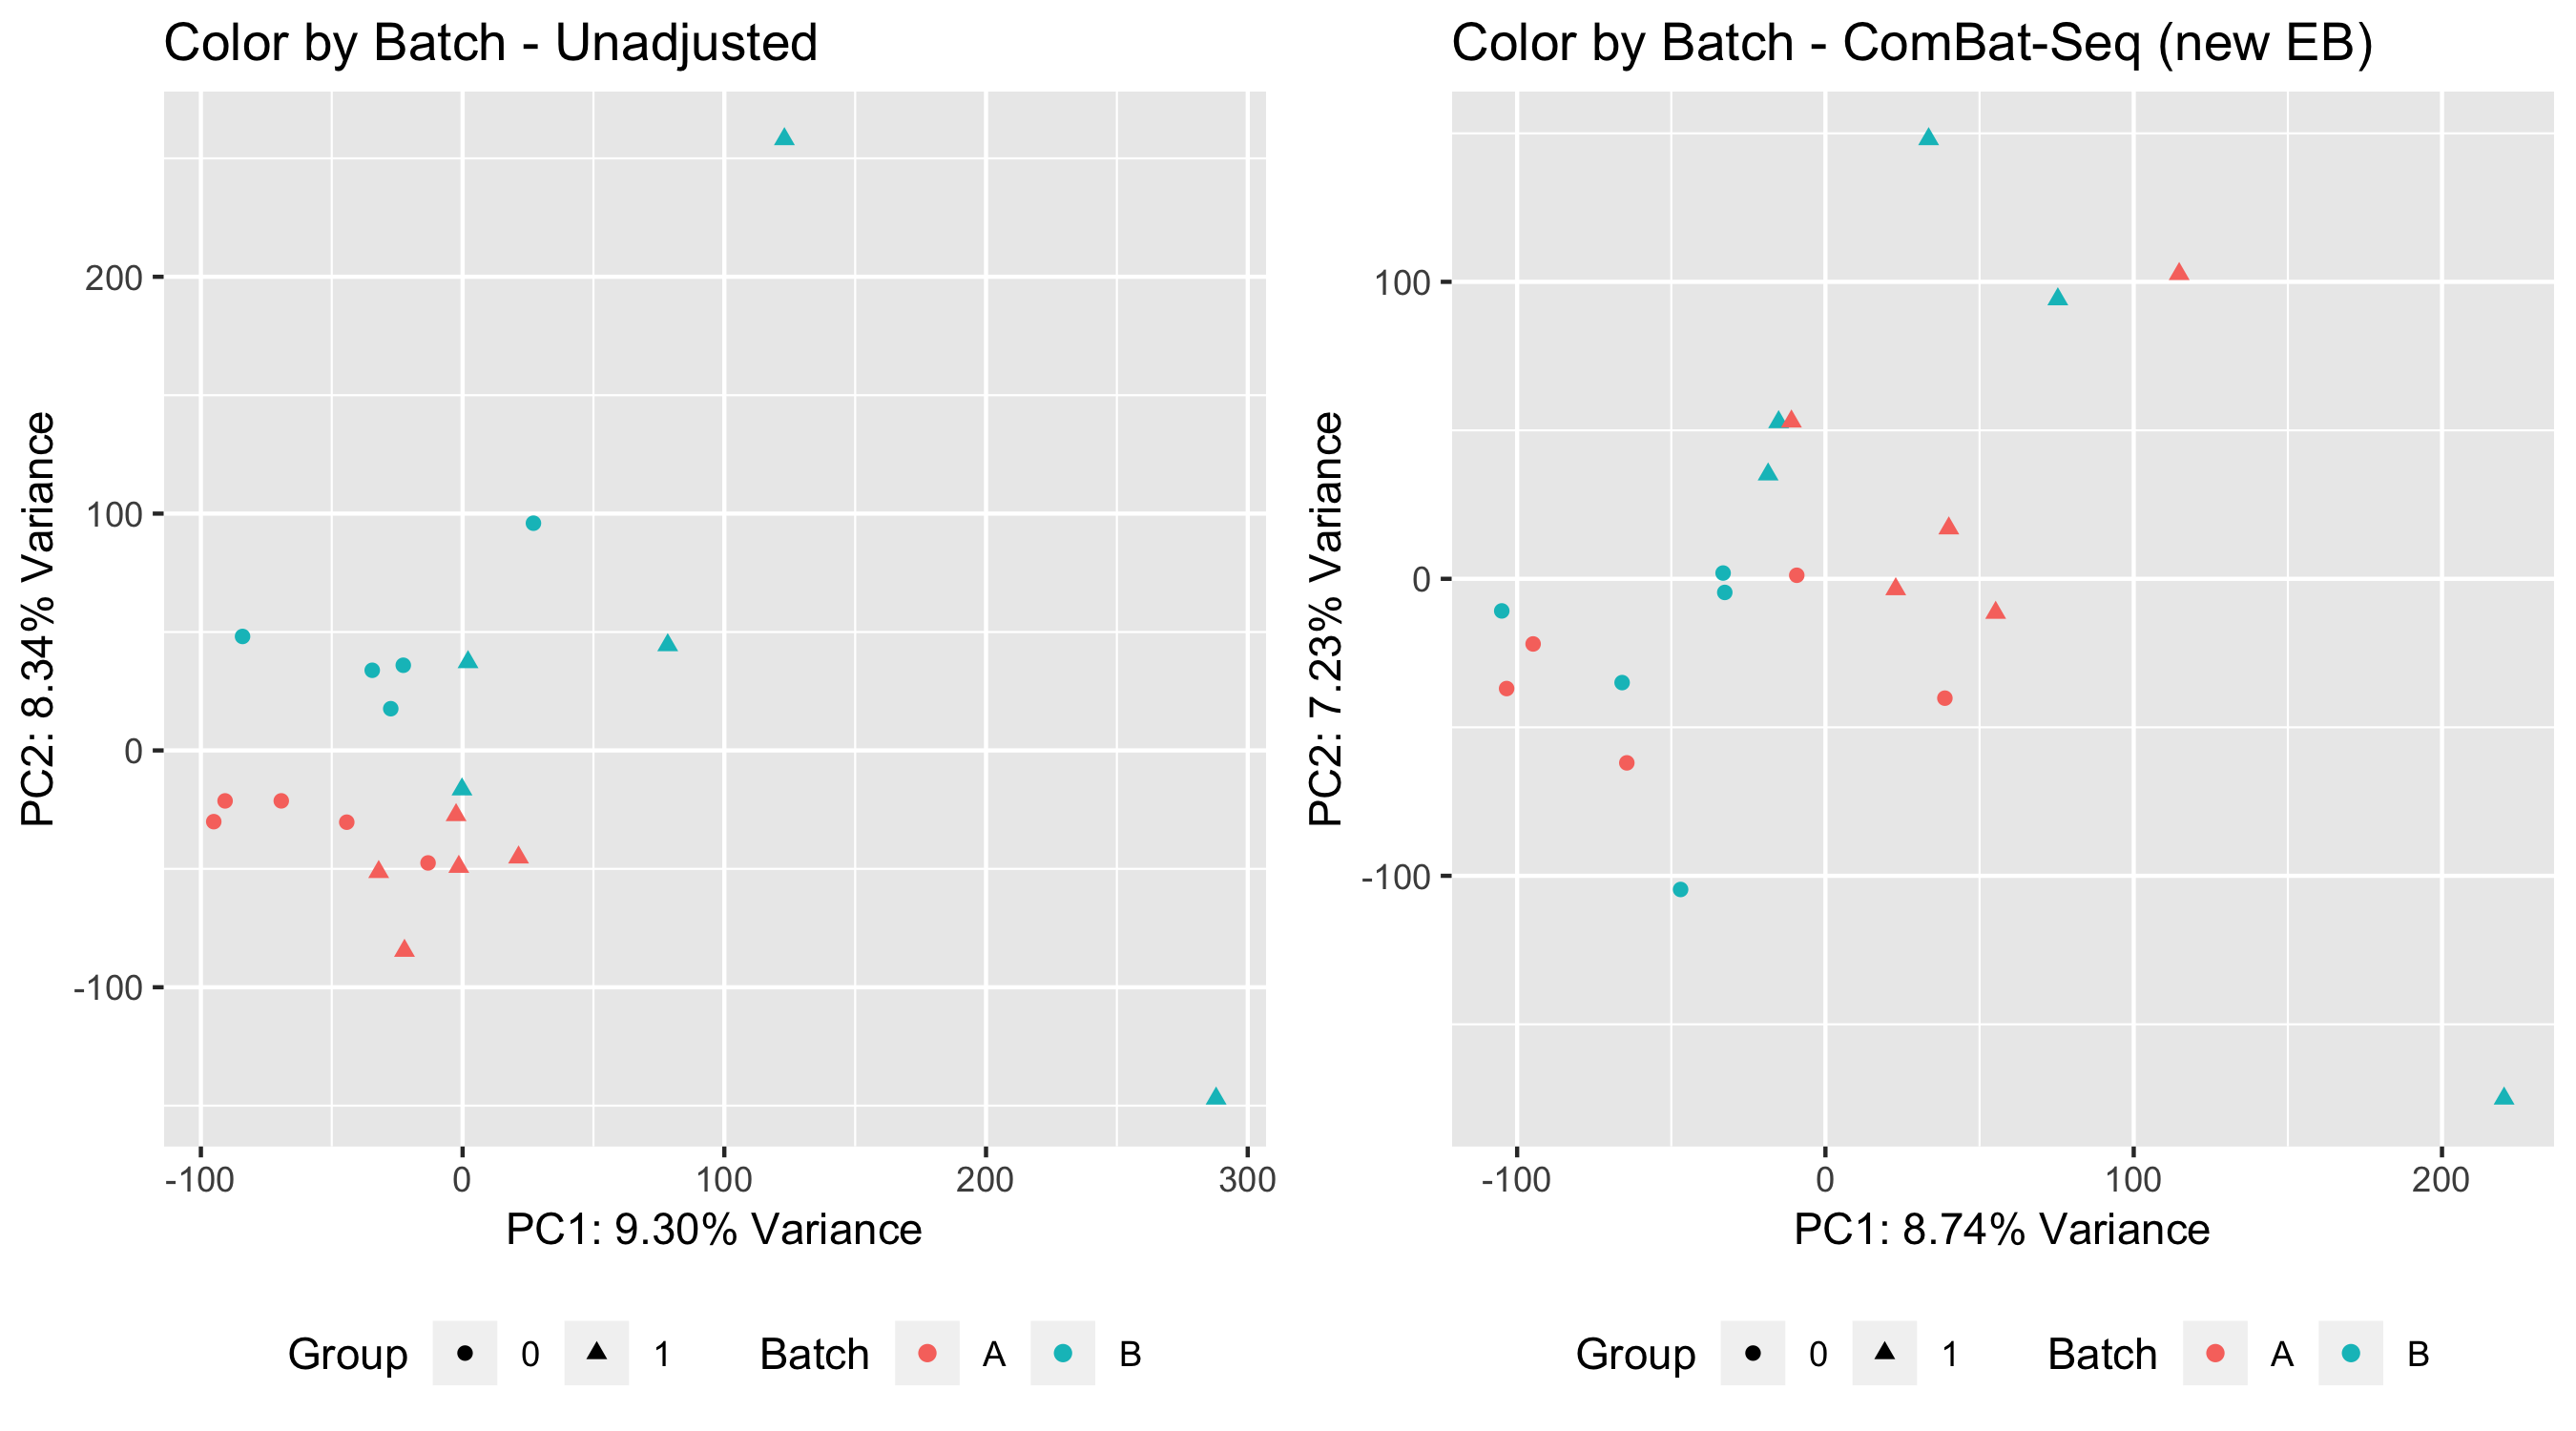 Color by Batch - Unadjusted
PC2: 8.34% Variance
200
100
0
-100
-100 0 100 200 300
PC1: 9.30% Variance
Group 0 1 Batch A B
Color by Batch - ComBat-Seq (new EB)
PC2: 7.23% Variance
100
0
-100
-100 0 100 200
PC1: 8.74% Variance
Group 0 1 Batch A B